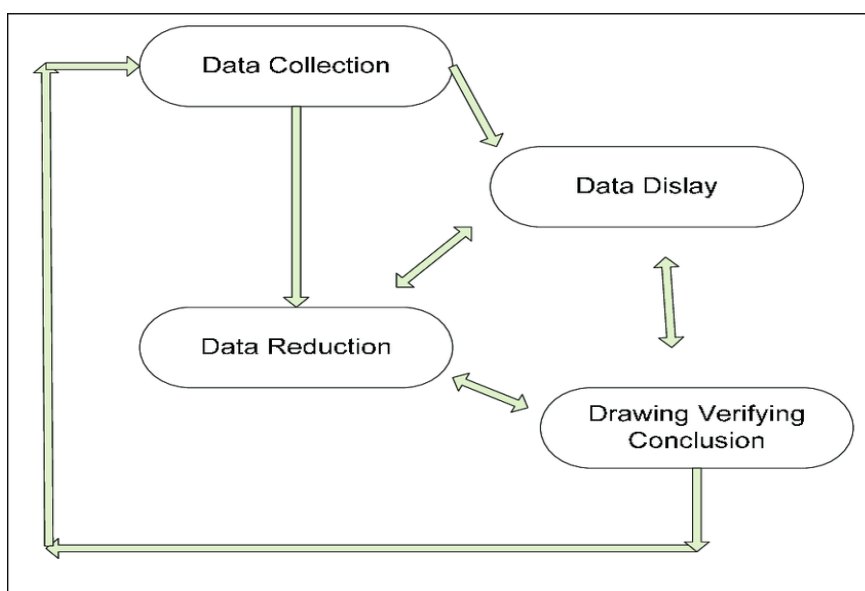 Data Collection
Data Dislay
Data Reduction
Drawing Verifying
Conclusion